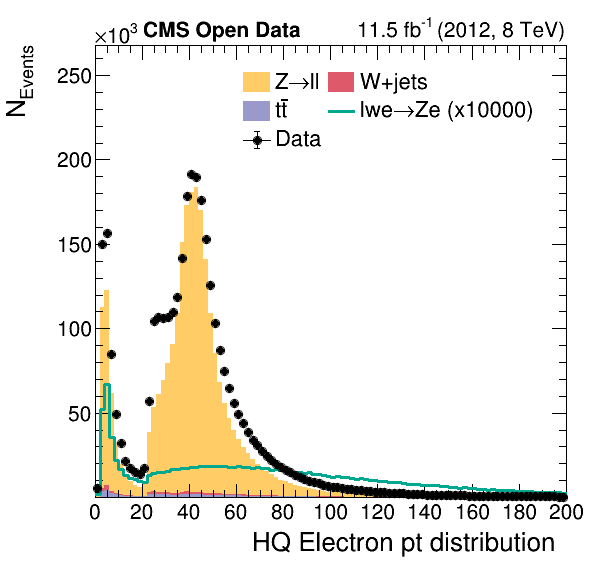 ×10³ CMS Open Data 11.5 fb⁻¹ (2012, 8 TeV)
N_Events
250
200
150
100
50
Z→ll W+jets
tt̄ lwe→Ze (x10000)
Data
0 20 40 60 80 100 120 140 160 180 200
HQ Electron pt distribution